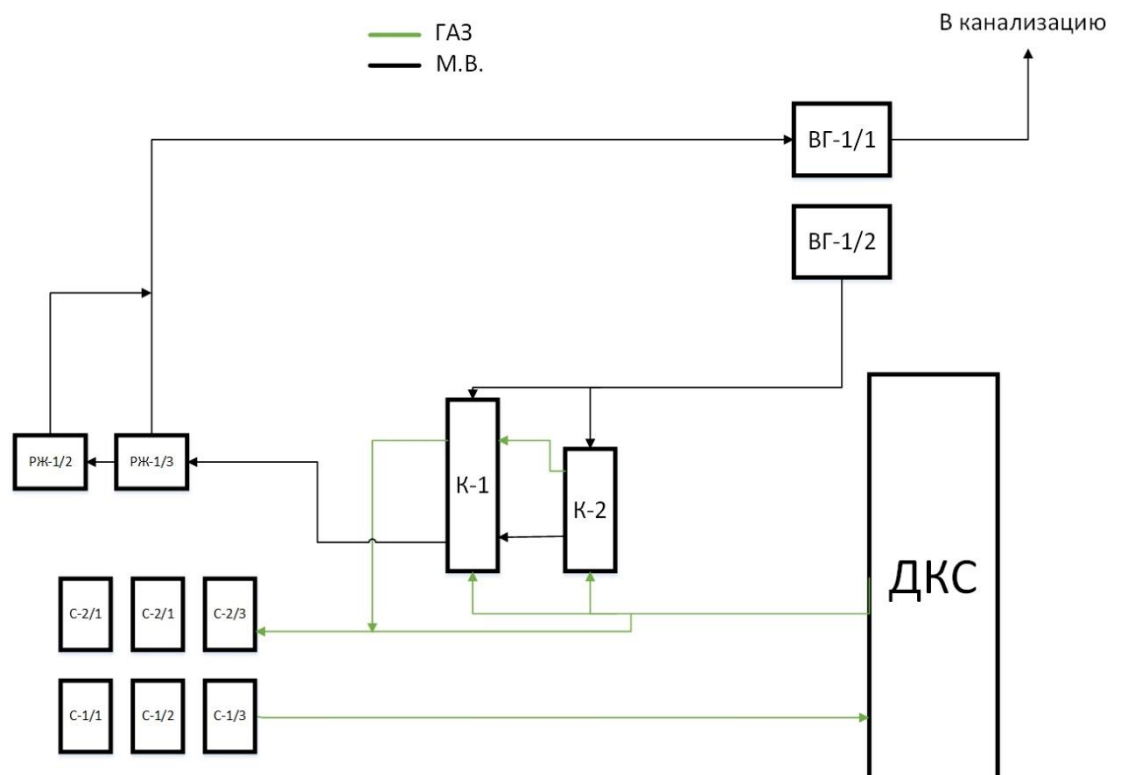 ГАЗ
М.В.
В канализацию
ВГ-1/1
ВГ-1/2
РЖ-1/2
РЖ-1/3
К-1
К-2
ДКС
С-2/1
С-2/1
С-2/3
С-1/1
С-1/2
С-1/3